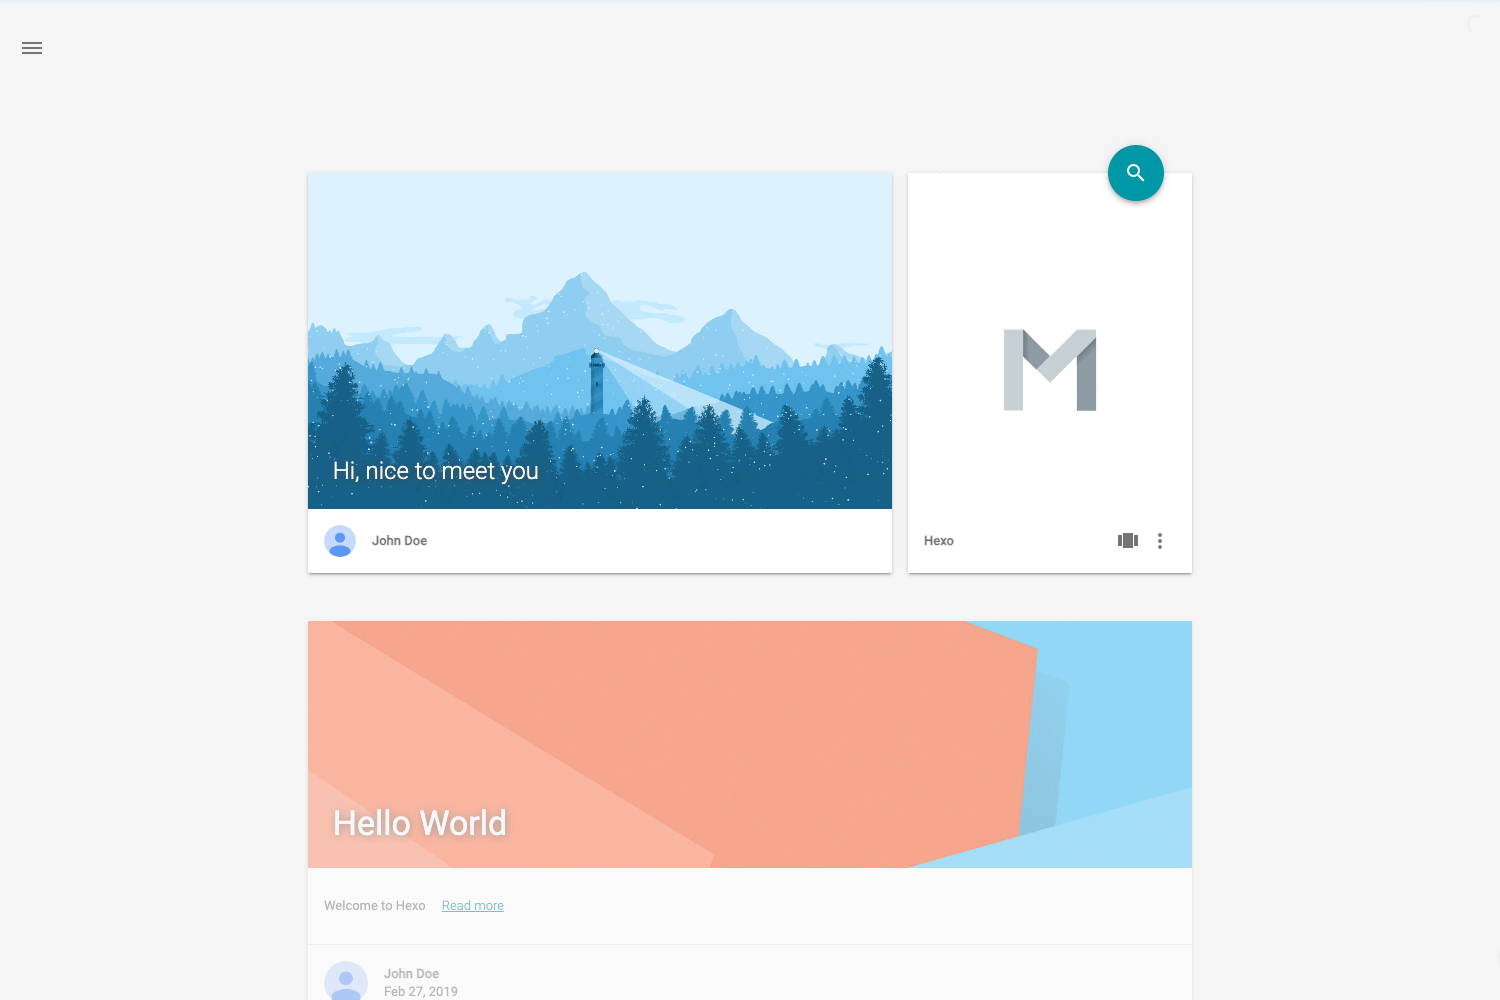 Hi, nice to meet you
John Doe
Hexo
Hello World
Welcome to Hexo Read more
John Doe
Feb 27, 2019